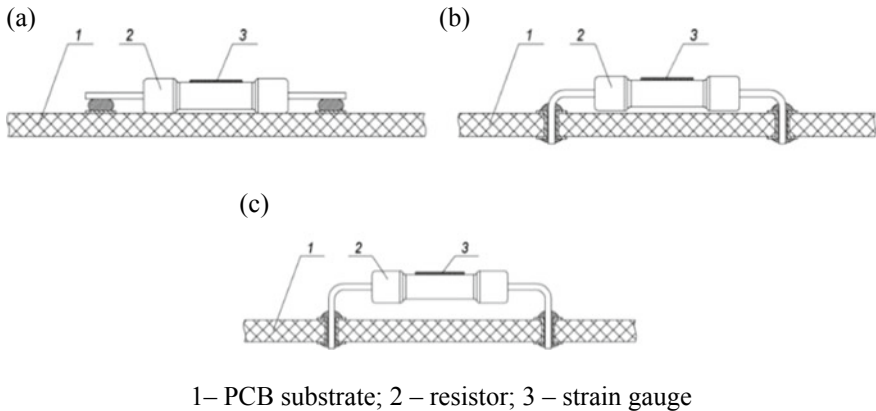 (a)
1 2 3
(b)
1 2 3
(c)
1 2 3
1– PCB substrate; 2 – resistor; 3 – strain gauge